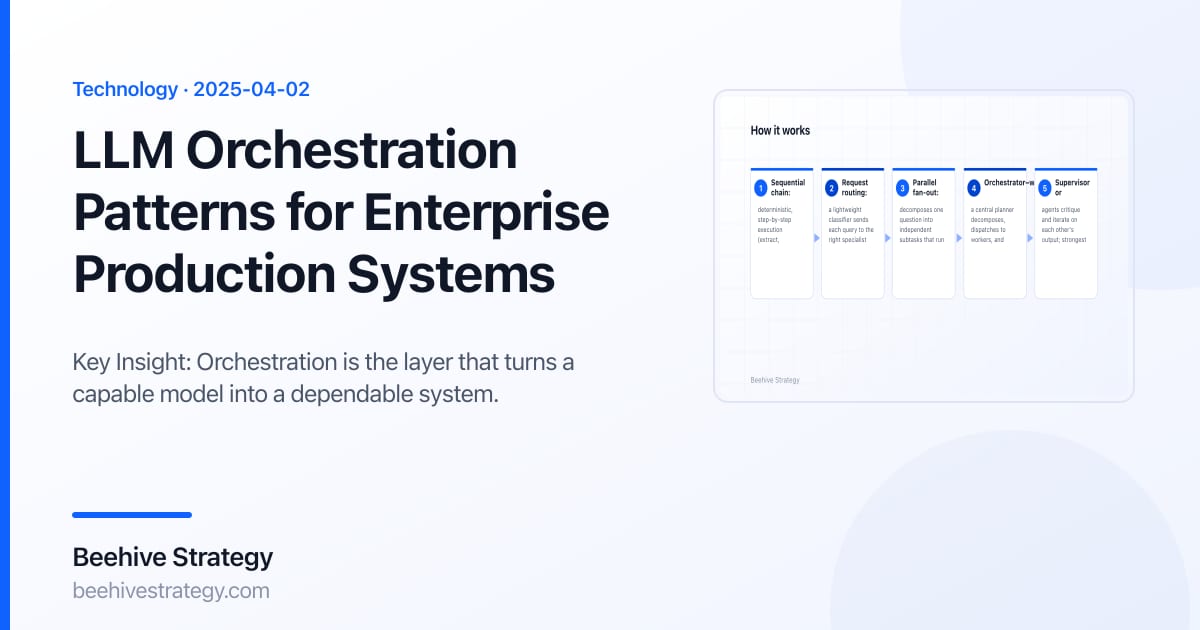 Technology · 2025-04-02
LLM Orchestration
Patterns for Enterprise
Production Systems
Key Insight: Orchestration is the layer that turns a
capable model into a dependable system.
Beehive Strategy
beehivestrategy.com
How it works
1
Sequential
chain:
deterministic,
step-by-step
execution
(extract,
2
Request
routing:
a lightweight
classifier sends
each query to the
right specialist
3
Parallel
fan-out:
decomposes one
question into
independent
subtasks that run
4
Orchestrator–w
a central planner
decomposes,
dispatches to
workers, and
5
Supervisor
or
agents critique
and iterate on
each other's
output; strongest
Beehive Strategy